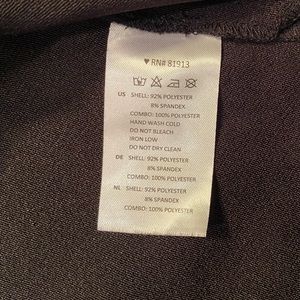 ♥ RN# 81913
US SHELL: 92% POLYESTER
8% SPANDEX
COMBO: 100% POLYESTER
HAND WASH COLD
DO NOT BLEACH
IRON LOW
DO NOT DRY CLEAN
DE SHELL: 92% POLYESTER
8% SPANDEX
COMBO: 100% POLYESTER
NL SHELL: 92% POLYESTER
8% SPANDEX
COMBO: 100% POLYESTER